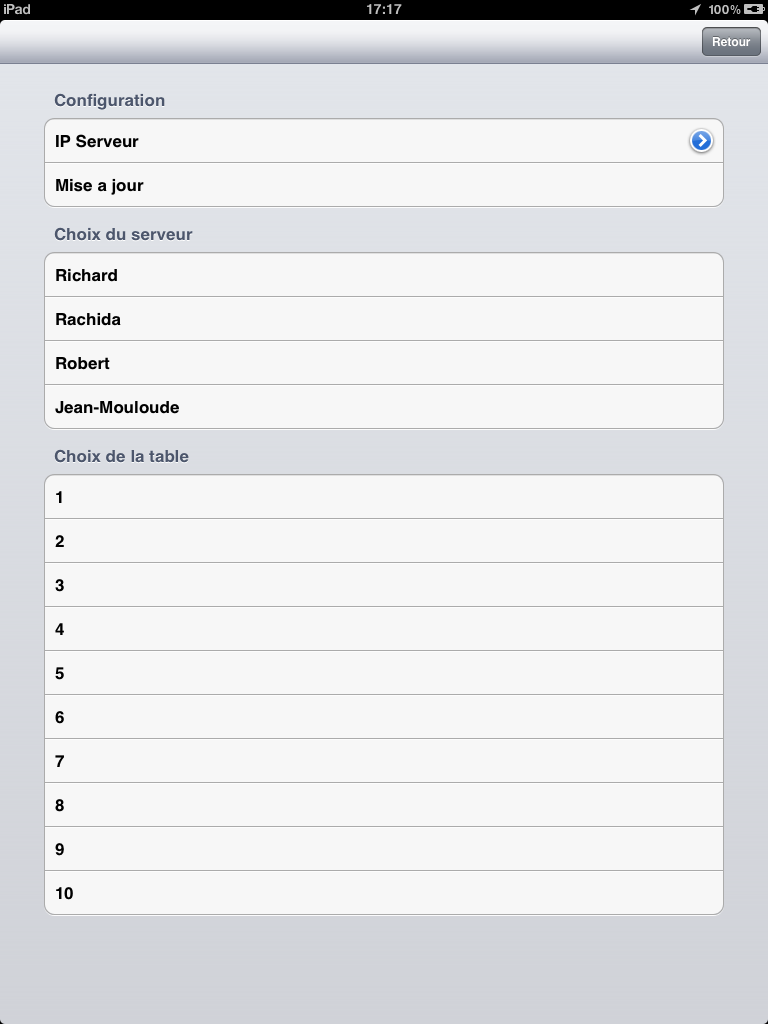 iPad 17:17 100%
Retour
Configuration
IP Serveur
Mise a jour
Choix du serveur
Richard
Rachida
Robert
Jean-Mouloude
Choix de la table
1
2
3
4
5
6
7
8
9
10